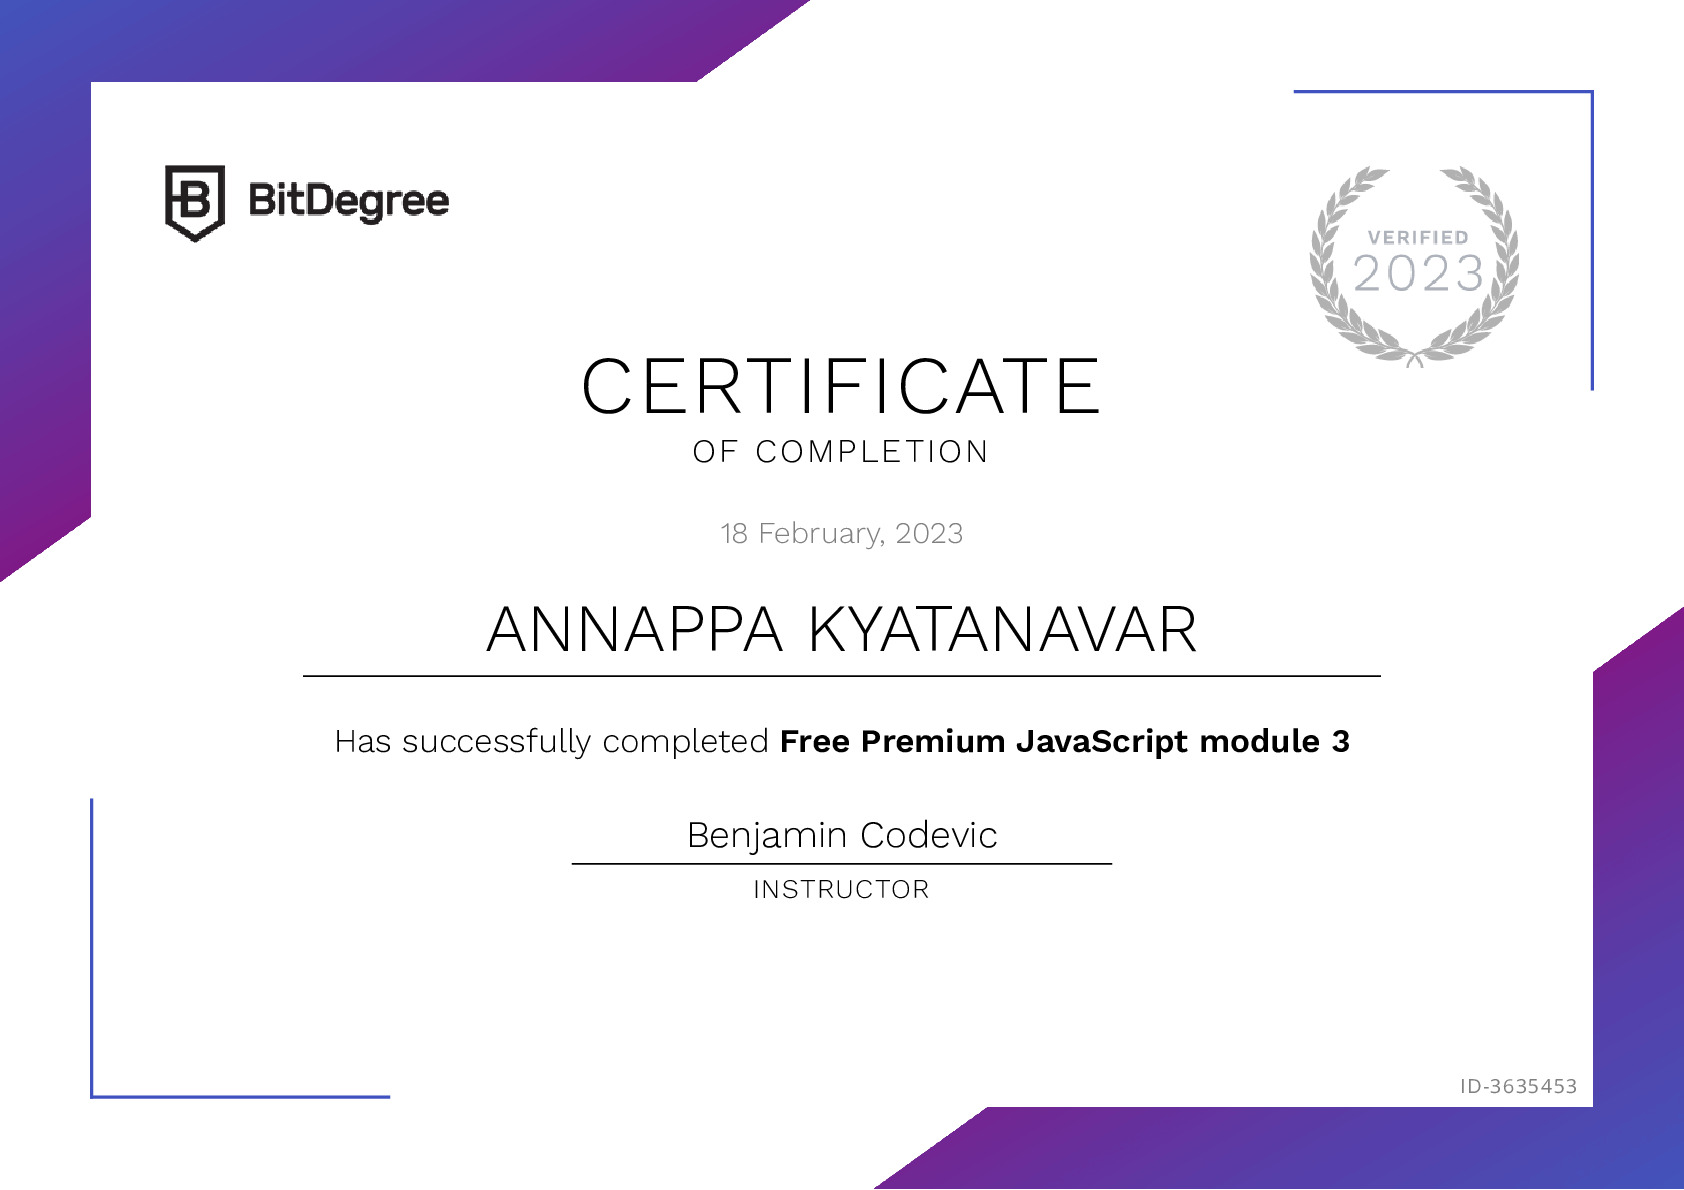 BitDegree
VERIFIED
2023
CERTIFICATE
OF COMPLETION
18 February, 2023
ANNAPPA KYATANAVAR
Has successfully completed Free Premium JavaScript module 3
Benjamin Codevic
INSTRUCTOR
ID-3635453